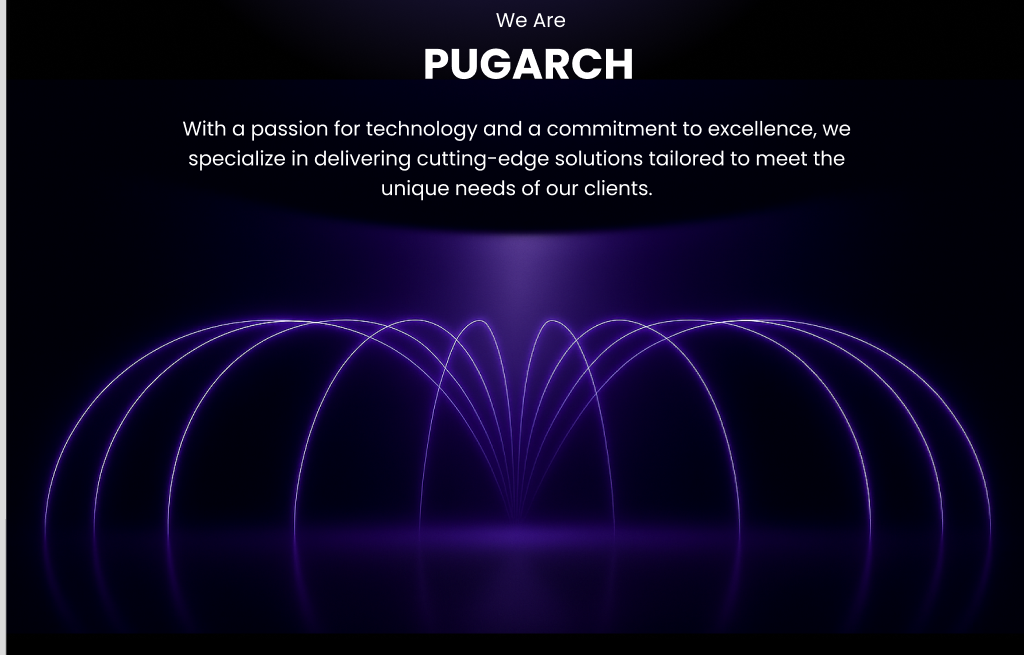 We Are
PUGARCH
With a passion for technology and a commitment to excellence, we
specialize in delivering cutting-edge solutions tailored to meet the
unique needs of our clients.